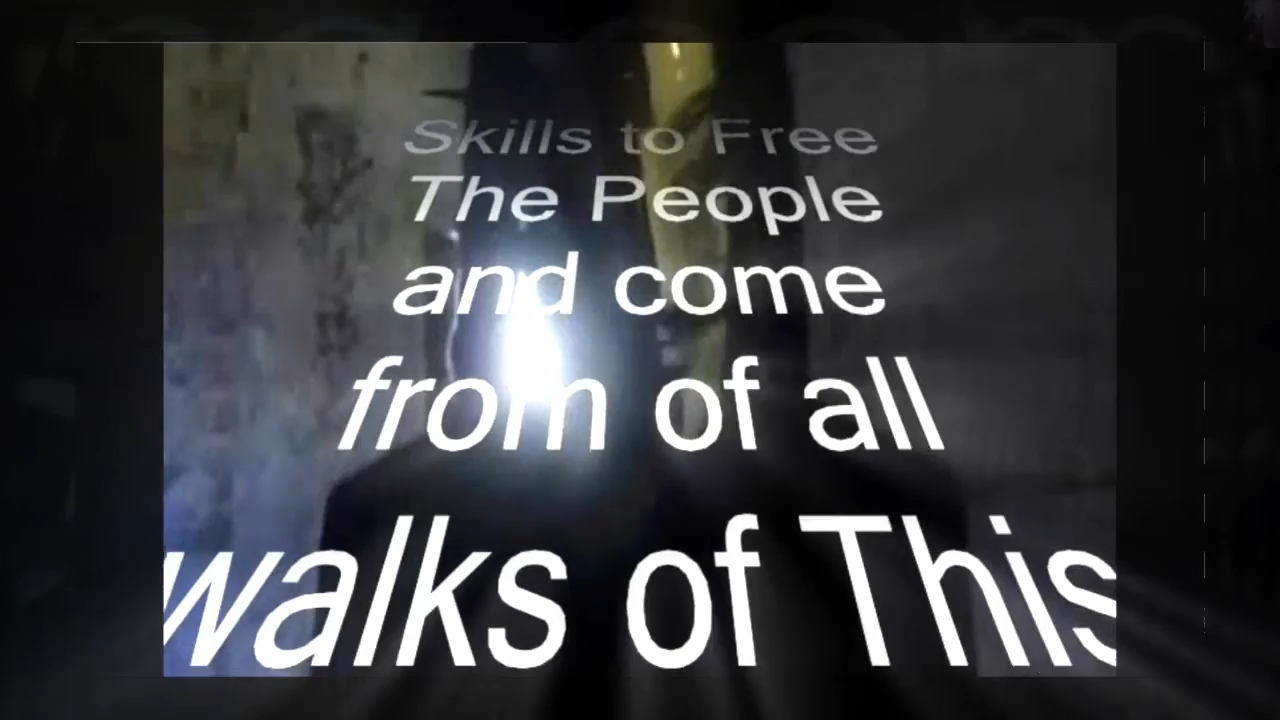 Skills to Free
The People
and come
from of all
walks of This